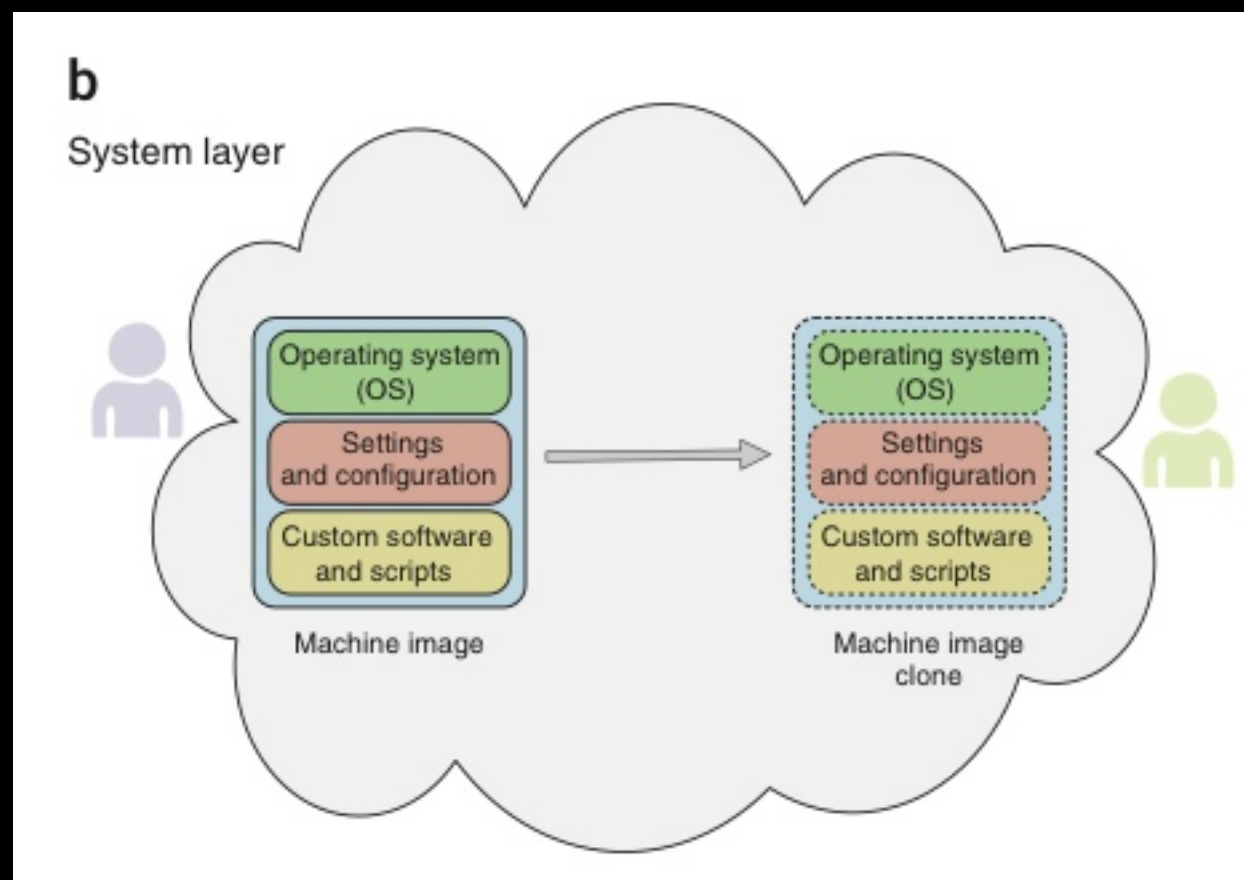 b
System layer
Operating system
(OS)
Settings
and configuration
Custom software
and scripts
Machine image
Operating system
(OS)
Settings
and configuration
Custom software
and scripts
Machine image
clone